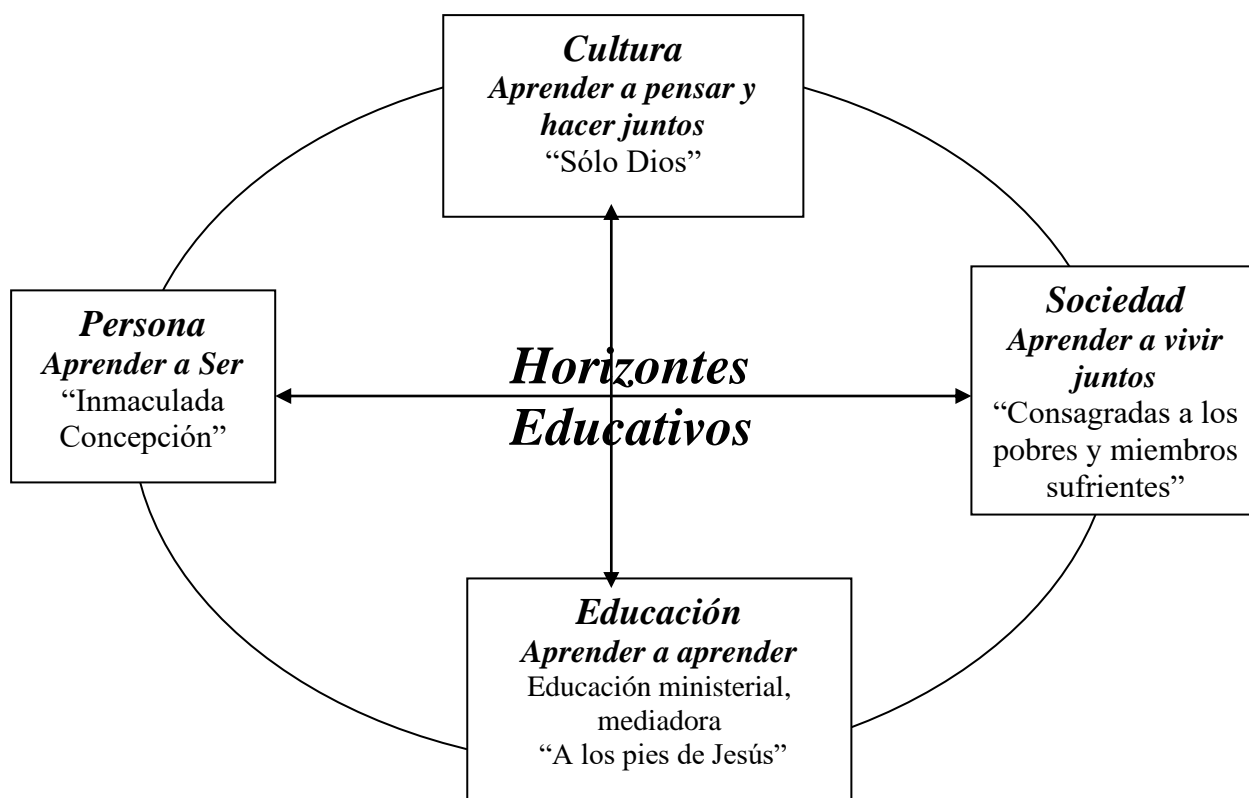 Cultura
Aprender a pensar y
hacer juntos
“Sólo Dios”
Persona
Aprender a Ser
“Inmaculada
Concepción”
Horizontes
Educativos
Sociedad
Aprender a vivir
juntos
“Consagradas a los
pobres y miembros
sufrientes”
Educación
Aprender a aprender
Educación ministerial,
mediadora
“A los pies de Jesús”